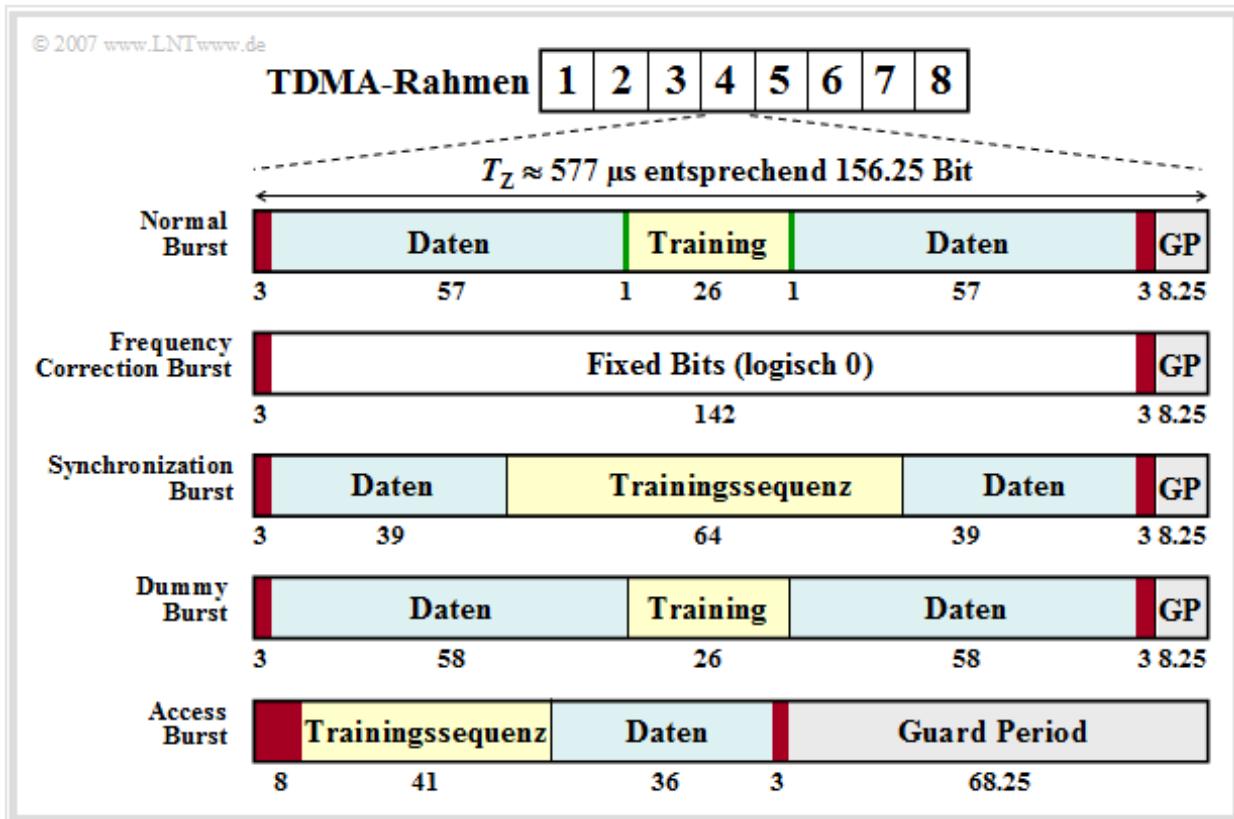 © 2007 www.LNTwww.de
TDMA-Rahmen 1 2 3 4 5 6 7 8
T_Z ≈ 577 μs entsprechend 156.25 Bit
Normal
Burst
Daten Training Daten GP
3 57 1 26 1 57 3 8.25
Frequency
Correction Burst
Fixed Bits (logisch 0) GP
3 142 3 8.25
Synchronization
Burst
Daten Trainingssequenz Daten GP
3 39 64 39 3 8.25
Dummy
Burst
Daten Training Daten GP
3 58 26 58 3 8.25
Access
Burst
Trainingssequenz Daten Guard Period
8 41 36 3 68.25